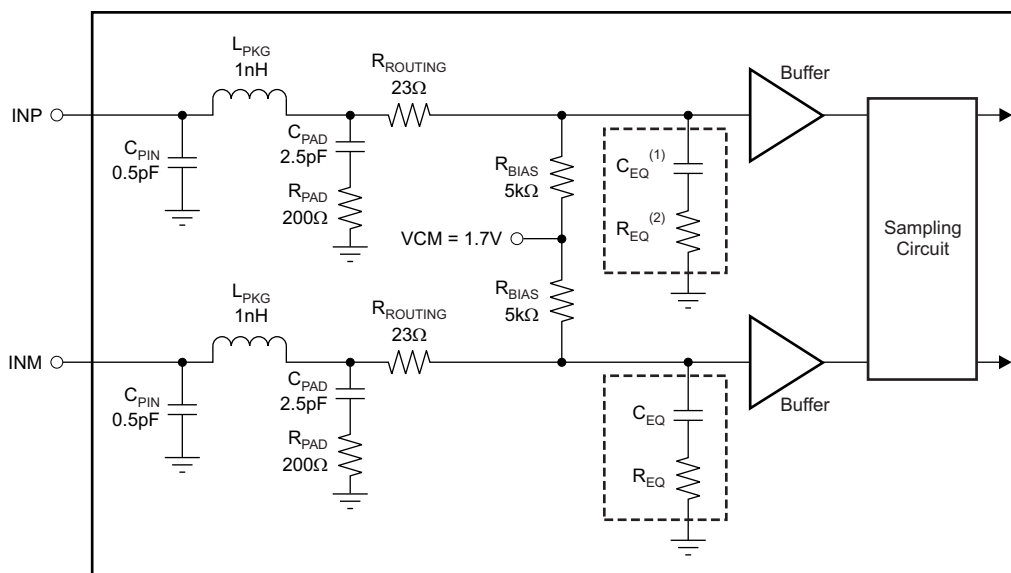 L_PKG
1nH
R_ROUTING
23Ω
Buffer
INP
C_PIN
0.5pF
C_PAD
2.5pF
R_PAD
200Ω
R_BIAS
5kΩ
C_EQ^(1)
R_EQ^(2)
Sampling
Circuit
VCM = 1.7V
L_PKG
1nH
R_ROUTING
23Ω
R_BIAS
5kΩ
INM
C_PIN
0.5pF
C_PAD
2.5pF
R_PAD
200Ω
Buffer
C_EQ
R_EQ